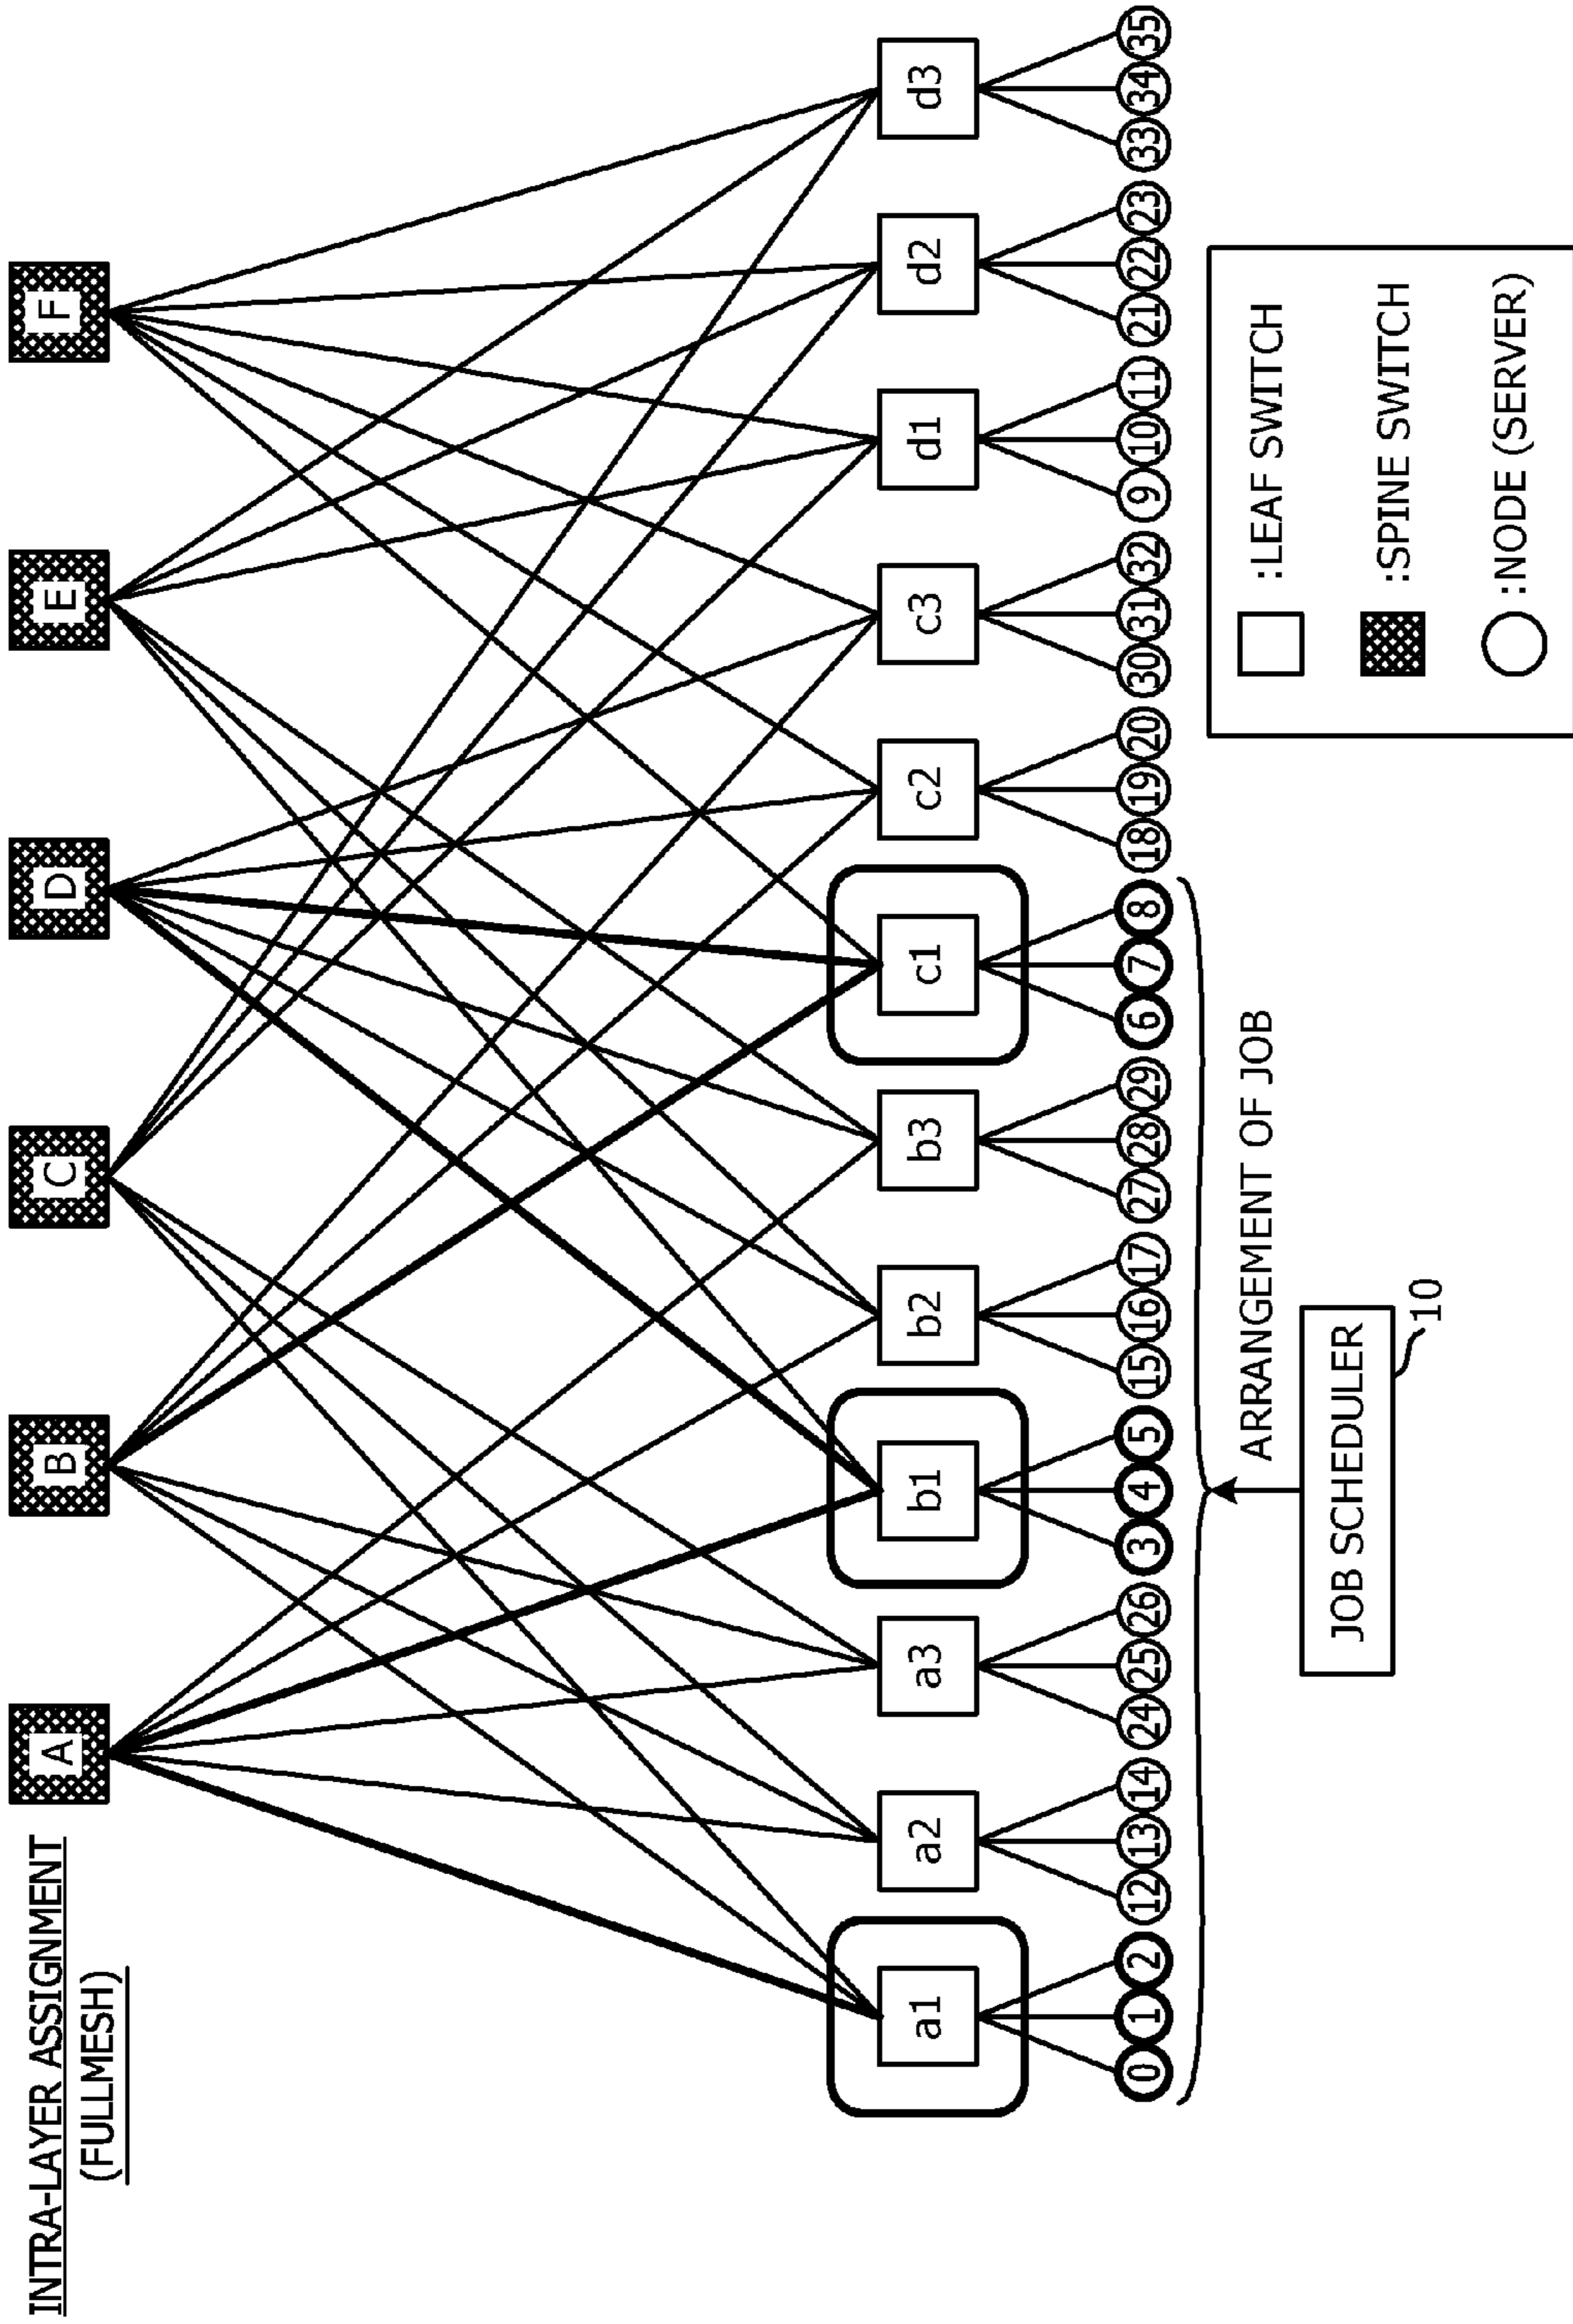 INTRA-LAYER ASSIGNMENT
(FULLMESH)
A B C D E F
a1 a2 a3 b1 b2 b3 c1 c2 c3 d1 d2 d3
0 1 2 12 13 14 24 25 26 3 4 5 15 16 17 27 28 29 6 7 8 18 19 20 30 31 32 9 10 11 21 22 23 33 34 35
ARRANGEMENT OF JOB
JOB SCHEDULER
10
:LEAF SWITCH
:SPINE SWITCH
:NODE (SERVER)